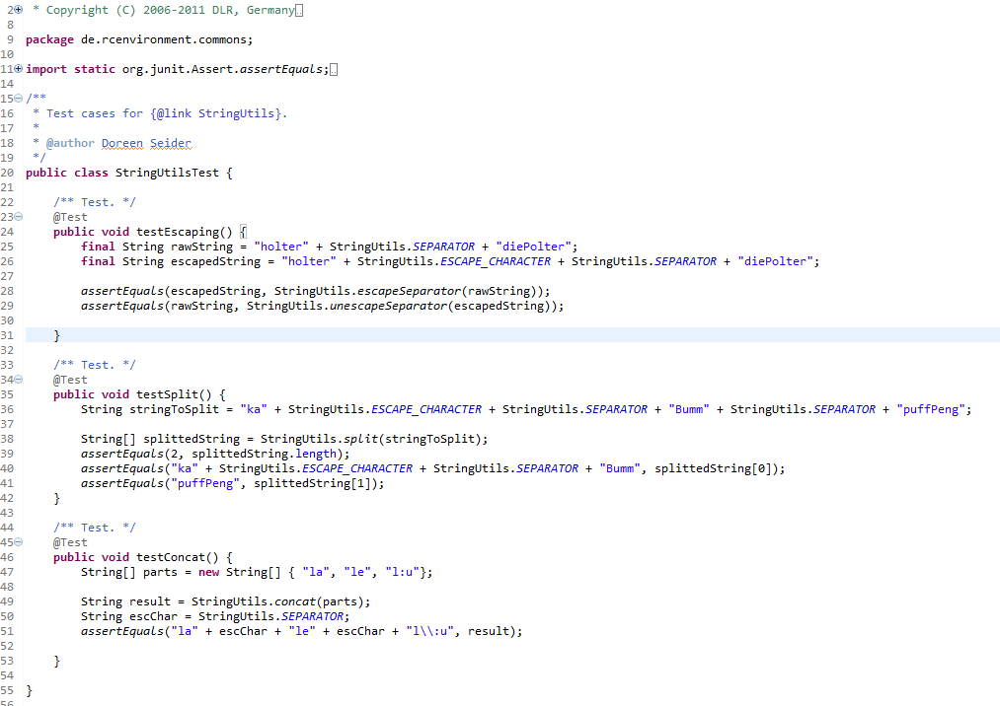 2 * Copyright (C) 2006-2011 DLR, Germany
8
9 package de.rcenvironment.commons;
10
11 import static org.junit.Assert.assertEquals;
14
15 /**
16  * Test cases for {@link StringUtils}.
17  *
18  * @author Doreen Seider
19  */
20 public class StringUtilsTest {
21
22     /** Test. */
23     @Test
24     public void testEscaping() {
25         final String rawString = "holter" + StringUtils.SEPARATOR + "diePolter";
26         final String escapedString = "holter" + StringUtils.ESCAPE_CHARACTER + StringUtils.SEPARATOR + "diePolter";
27
28         assertEquals(escapedString, StringUtils.escapeSeparator(rawString));
29         assertEquals(rawString, StringUtils.unescapeSeparator(escapedString));
30
31     }
32
33     /** Test. */
34     @Test
35     public void testSplit() {
36         String stringToSplit = "ka" + StringUtils.ESCAPE_CHARACTER + StringUtils.SEPARATOR + "Bumm" + StringUtils.SEPARATOR + "puffPeng";
37
38         String[] splittedString = StringUtils.split(stringToSplit);
39         assertEquals(2, splittedString.length);
40         assertEquals("ka" + StringUtils.ESCAPE_CHARACTER + StringUtils.SEPARATOR + "Bumm", splittedString[0]);
41         assertEquals("puffPeng", splittedString[1]);
42     }
43
44     /** Test. */
45     @Test
46     public void testConcat() {
47         String[] parts = new String[] { "la", "le", "l:u"};
48
49         String result = StringUtils.concat(parts);
50         String escChar = StringUtils.SEPARATOR;
51         assertEquals("la" + escChar + "le" + escChar + "l\\:u", result);
52
53     }
54
55 }
56